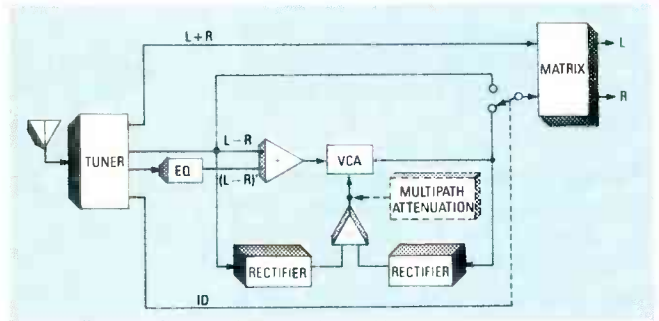 L+R
L
MATRIX
R
TUNER
L-R
EQ
(L-R)'
+
VCA
MULTIPATH
ATTENUATION
RECTIFIER
RECTIFIER
ID